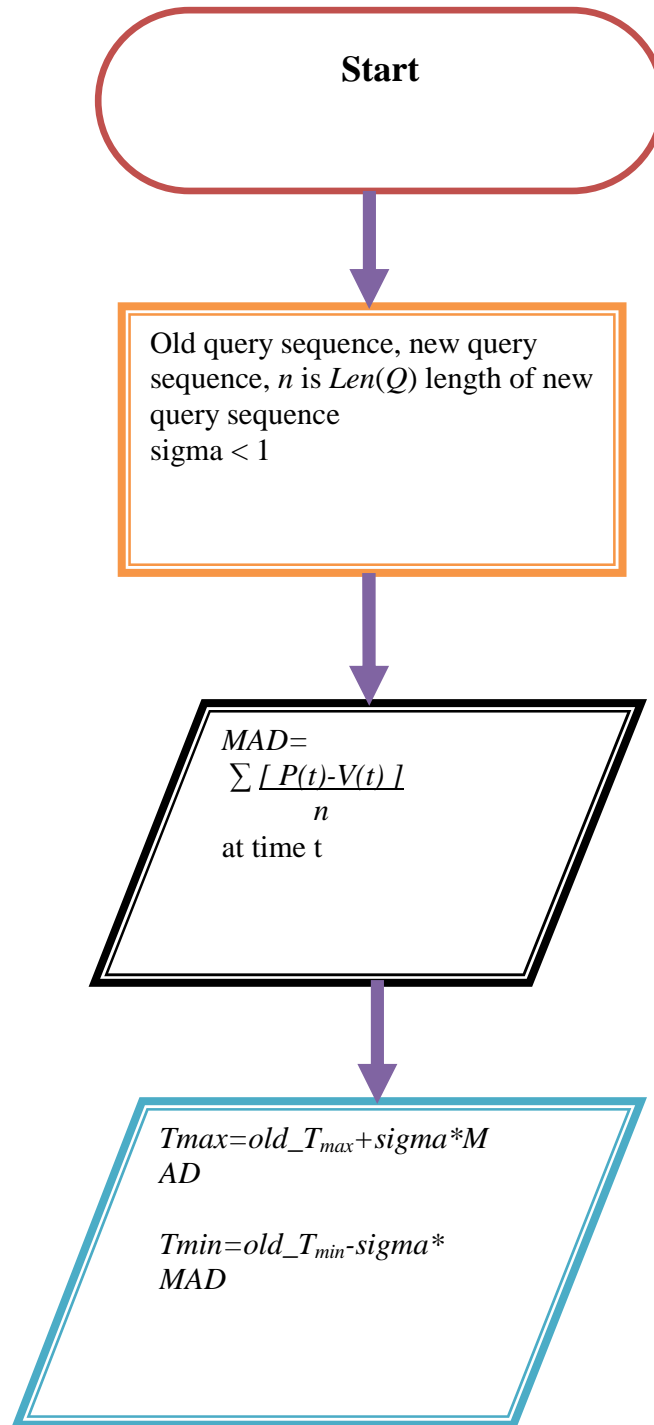 Start
Old query sequence, new query
sequence, n is Len(Q) length of new
query sequence
sigma < 1
MAD=
∑ [ P(t)-V(t) ]
n
at time t
Tmax=old_Tmax+sigma*M
AD
Tmin=old_Tmin-sigma*
MAD